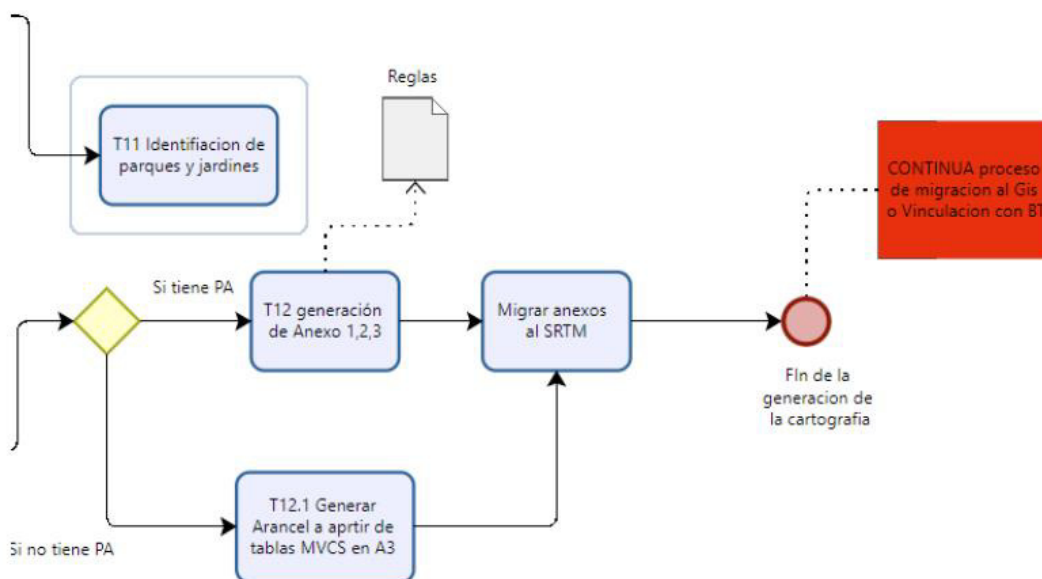 Reglas
T11 Identifiacion de
parques y jardines
CONTINUA proceso
de migracion al Gis
o Vinculacion con BT
Si tiene PA
T12 generación
de Anexo 1,2,3
Migrar anexos
al SRTM
FIn de la
generacion de
la cartografia
T12.1 Generar
Arancel a aprtir de
tablas MVCS en A3
Si no tiene PA